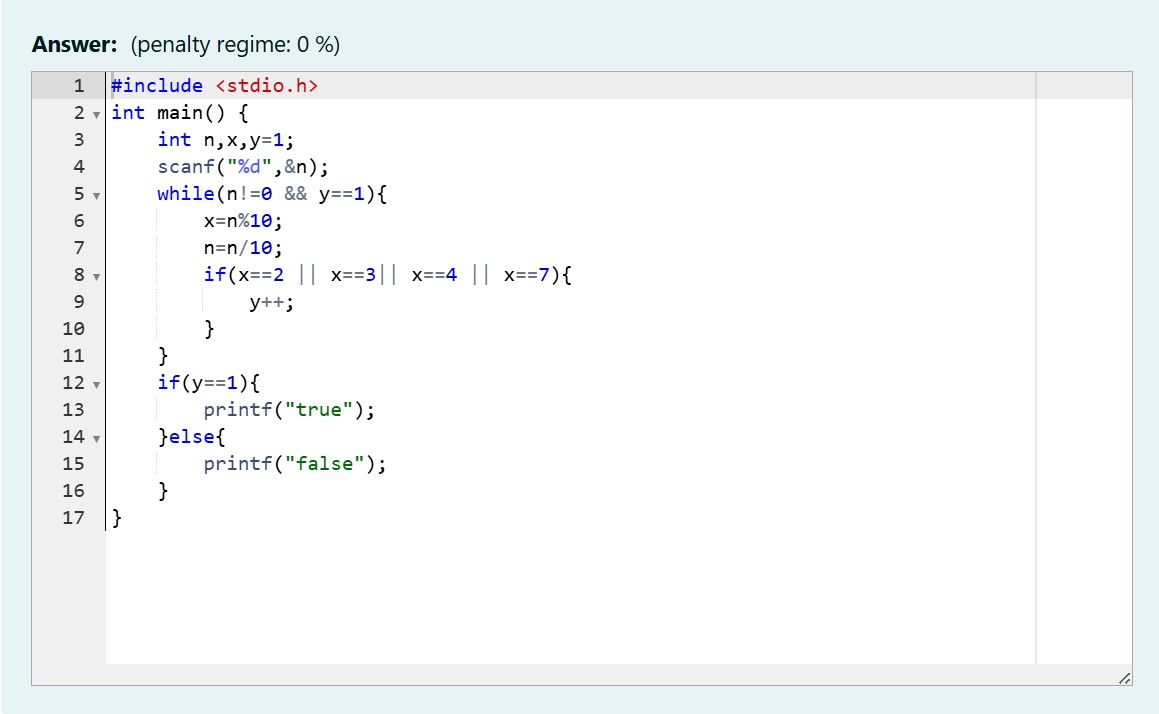 Answer: (penalty regime: 0 %)
1 #include <stdio.h>
2 int main() {
3     int n,x,y=1;
4     scanf("%d",&n);
5     while(n!=0 && y==1){
6         x=n%10;
7         n=n/10;
8         if(x==2 || x==3|| x==4 || x==7){
9             y++;
10         }
11     }
12     if(y==1){
13         printf("true");
14     }else{
15         printf("false");
16     }
17 }